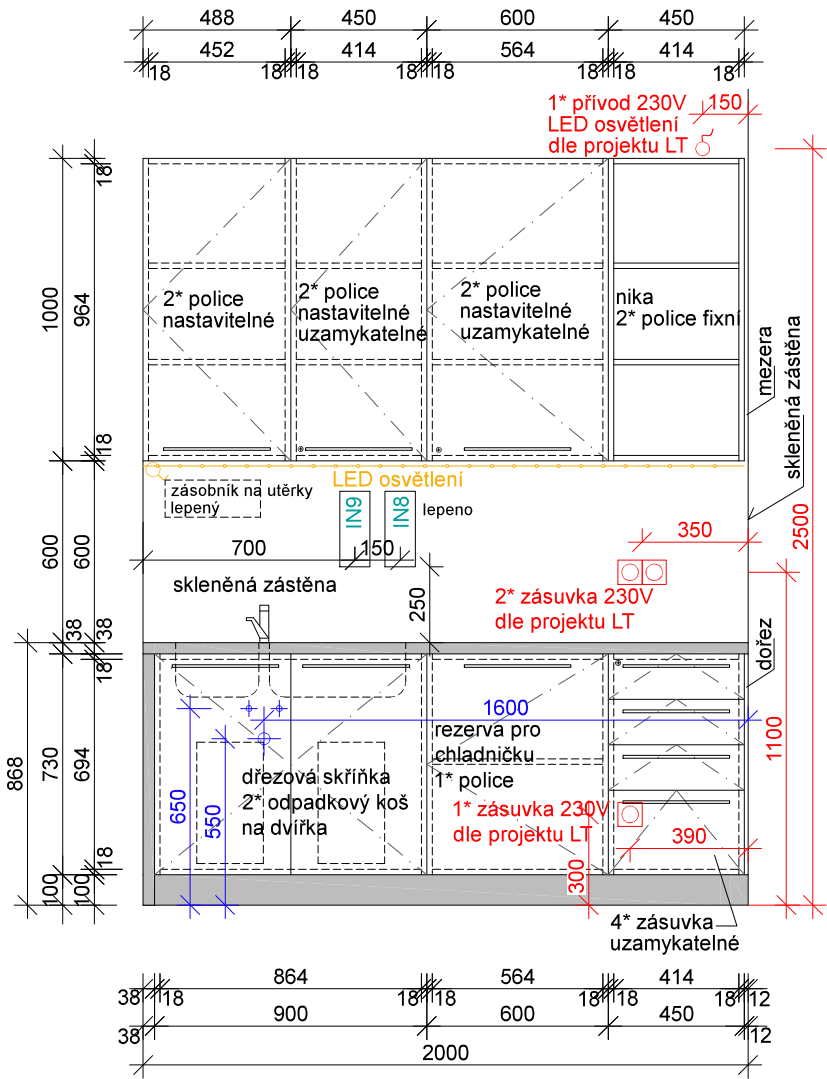 488 450 600 450
452 414 564 414
18 18 18 18 18 18 18
1* přívod 230V
LED osvětlení
dle projektu LT
150
18
1000
964
18
2* police
nastavitelné
2* police
nastavitelné
uzamykatelné
2* police
nastavitelné
uzamykatelné
nika
2* police fixní
mezera
skleněná zástěna
2500
LED osvětlení
zásobník na utěrky
lepený
IN9
IN8
lepeno
700
150
350
600
600
250
skleněná zástěna
2* zásuvka 230V
dle projektu LT
38
38
18
dořez
1600
1100
868
730
694
650
550
rezerva pro
chladničku
1* police
dřezová skříňka
2* odpadkový koš
na dvířka
1* zásuvka 230V
dle projektu LT
390
300
18
100
100
4* zásuvka
uzamykatelné
864 564 414
38 18 18 18 18 18 12
900 600 450
38 12
2000